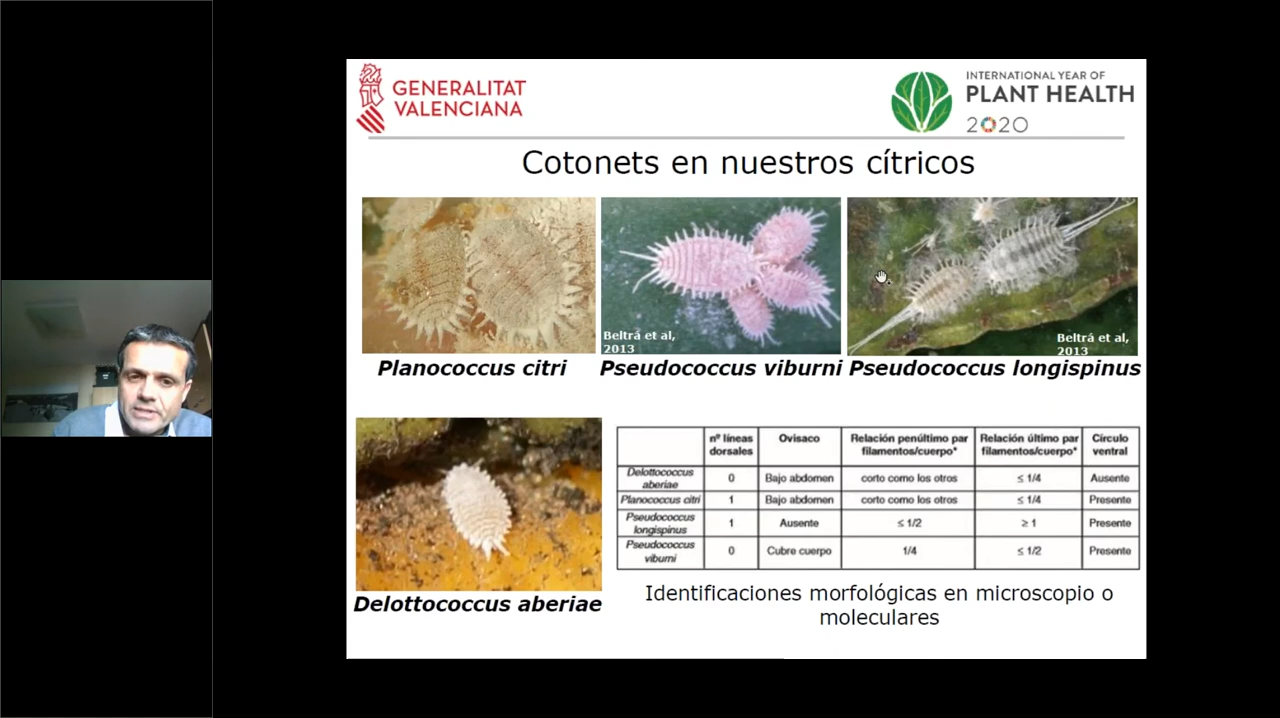 GENERALITAT
VALENCIANA
INTERNATIONAL YEAR OF
PLANT HEALTH
2020
Cotonets en nuestros cítricos
Beltrá et al,
2013
Beltrá et al,
2013
Planococcus citri
Pseudococcus viburni
Pseudococcus longispinus
Delottococcus aberiae
nº líneas
dorsales
Ovisaco
Relación penúltimo par
filamentos/cuerpo*
Relación último par
filamentos/cuerpo*
Círculo
ventral
Delottococcus
aberiae
0
Bajo abdomen
corto como los otros
≤ 1/4
Ausente
Planococcus citri
1
Bajo abdomen
corto como los otros
≤ 1/4
Presente
Pseudococcus
longispinus
1
Ausente
≤ 1/2
≥ 1
Presente
Pseudococcus
viburni
0
Cubre cuerpo
1/4
≤ 1/2
Presente
Identificaciones morfológicas en microscopio o
moleculares